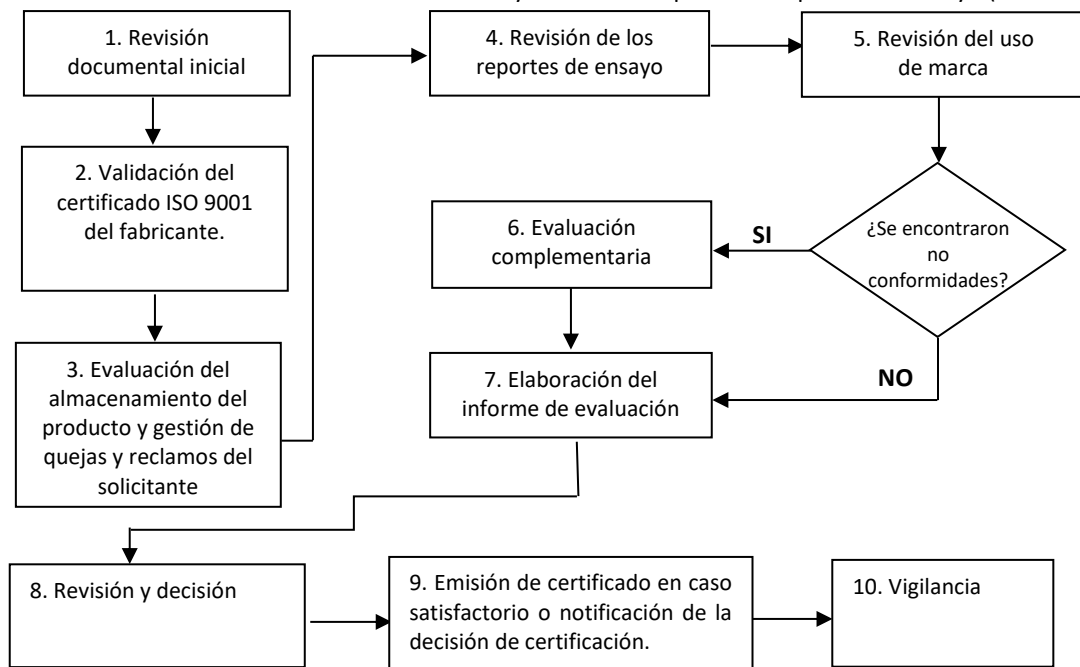 1. Revisión
documental inicial
2. Validación del
certificado ISO 9001
del fabricante.
3. Evaluación del
almacenamiento del
producto y gestión de
quejas y reclamos del
solicitante
4. Revisión de los
reportes de ensayo
5. Revisión del uso
de marca
¿Se encontraron
no
conformidades?
SI
NO
6. Evaluación
complementaria
7. Elaboración del
informe de evaluación
8. Revisión y decisión
9. Emisión de certificado en caso
satisfactorio o notificación de la
decisión de certificación.
10. Vigilancia